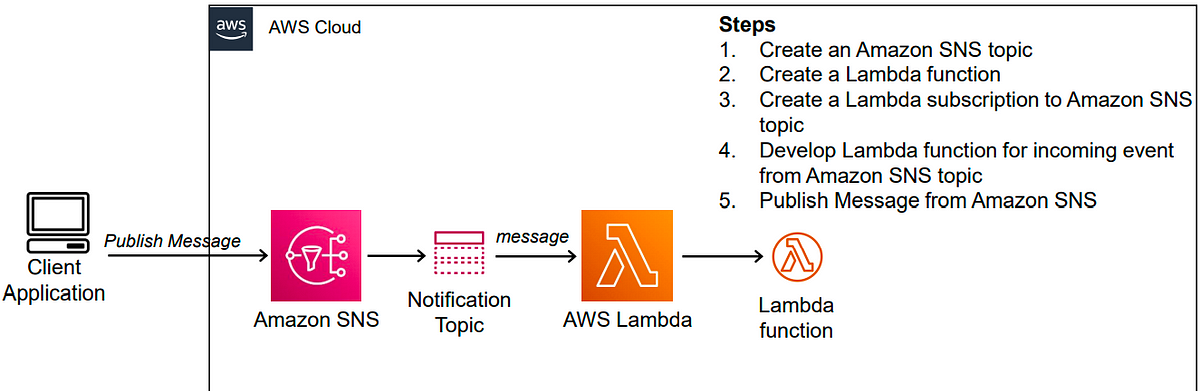 aws
AWS Cloud
Steps
1. Create an Amazon SNS topic
2. Create a Lambda function
3. Create a Lambda subscription to Amazon SNS
topic
4. Develop Lambda function for incoming event
from Amazon SNS topic
5. Publish Message from Amazon SNS
Publish Message
message
Client
Application
Amazon SNS
Notification
Topic
AWS Lambda
Lambda
function